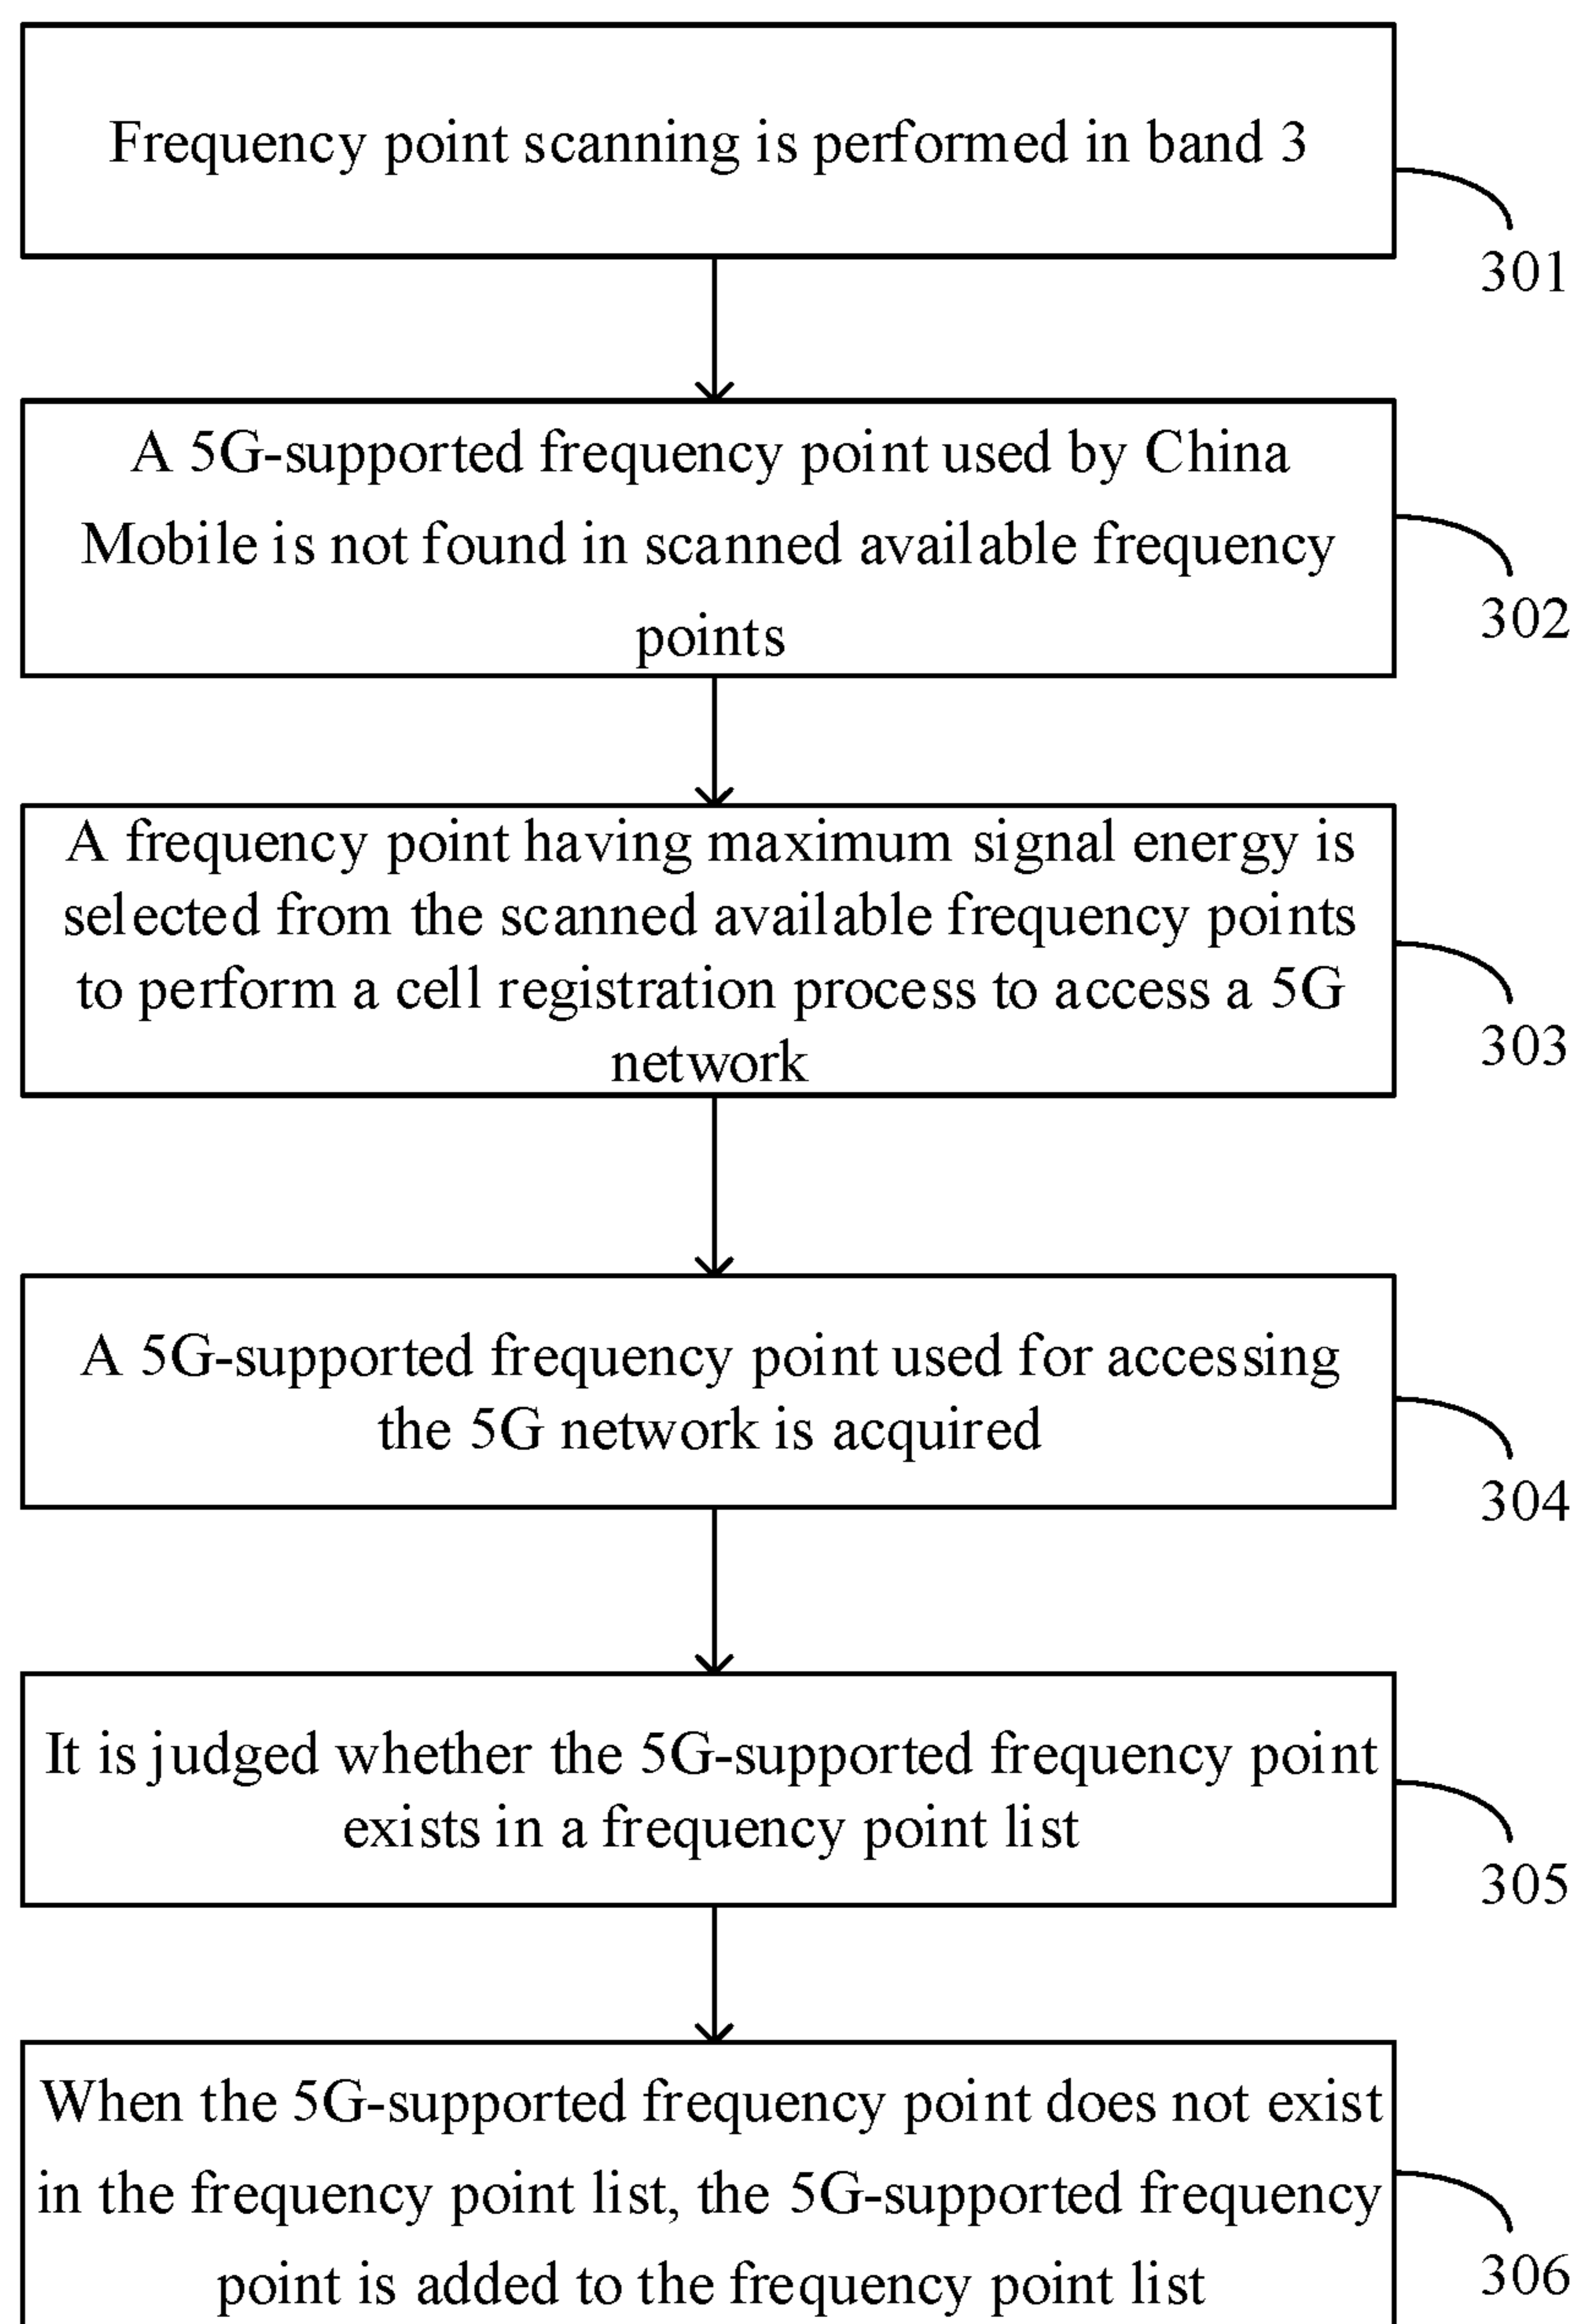 Frequency point scanning is performed in band 3
301
A 5G-supported frequency point used by China
Mobile is not found in scanned available frequency
points
302
A frequency point having maximum signal energy is
selected from the scanned available frequency points
to perform a cell registration process to access a 5G
network
303
A 5G-supported frequency point used for accessing
the 5G network is acquired
304
It is judged whether the 5G-supported frequency point
exists in a frequency point list
305
When the 5G-supported frequency point does not exist
in the frequency point list, the 5G-supported frequency
point is added to the frequency point list
306